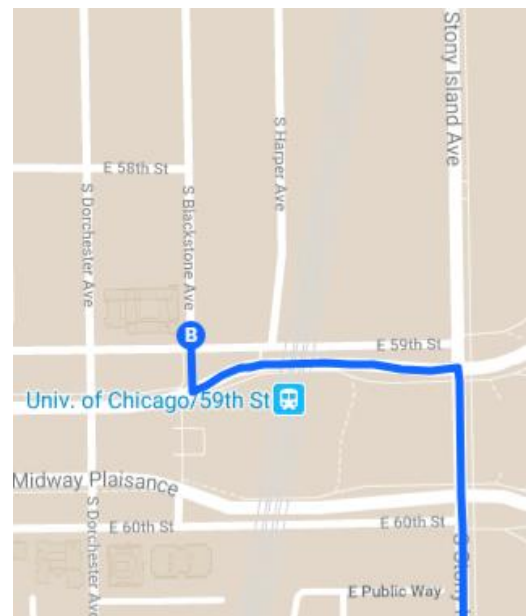 Stony Island Ave
E 58th St
S Harper Ave
S Dorchester Ave
S Blackstone Ave
B
E 59th St
Univ. of Chicago/59th St
Midway Plaisance
S Dorchester Ave
E 60th St
E 60th St
S Stony
E Public Way